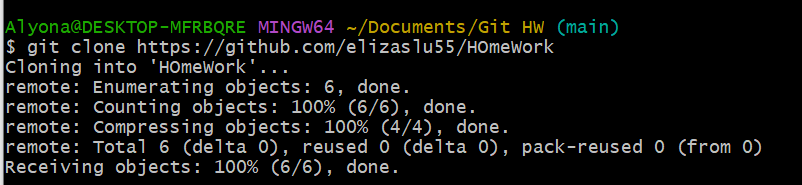 Alyona@DESKTOP-MFRBQRE MINGW64 ~/Documents/Git HW (main)
$ git clone https://github.com/elizaslu55/HOmeWork
Cloning into 'HOmeWork'...
remote: Enumerating objects: 6, done.
remote: Counting objects: 100% (6/6), done.
remote: Compressing objects: 100% (4/4), done.
remote: Total 6 (delta 0), reused 0 (delta 0), pack-reused 0 (from 0)
Receiving objects: 100% (6/6), done.